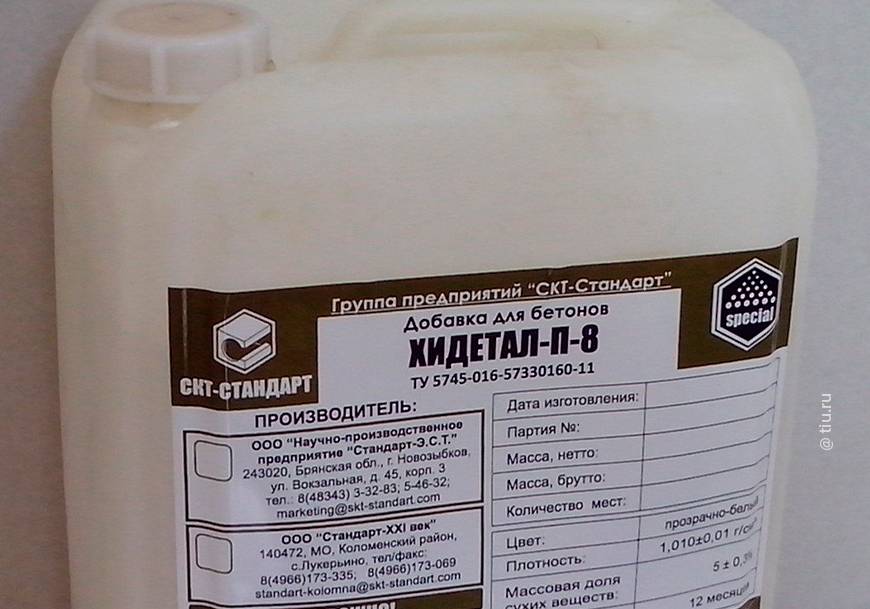 Группа предприятий "СКТ-Стандарт"
Добавка для бетонов
ХИДЕТАЛ-П-8
ТУ 5745-016-57330160-11
СКТ-СТАНДАРТ
special
ПРОИЗВОДИТЕЛЬ:
ООО "Научно-производственное
предприятие "Стандарт-Э.С.Т."
243020, Брянская обл., г. Новозыбков,
ул. Вокзальная, д. 45, корп. 3
тел.: 8(48343) 3-32-83; 5-46-32;
marketing@skt-standart.com
ООО "Стандарт-XXI век"
140472, МО, Коломенский район,
с.Лукерьино, тел/факс:
8(4966)173-335; 8(4966)173-069
standart-kolomna@skt-standart.com
Дата изготовления:
Партия №:
Масса, нетто:
Масса, брутто:
Количество мест:
Цвет: прозрачно-белый
Плотность: 1,010±0,01 г/см³
Массовая доля
сухих веществ: 5 ± 0,3%
12 месяцев
@ tiu.ru